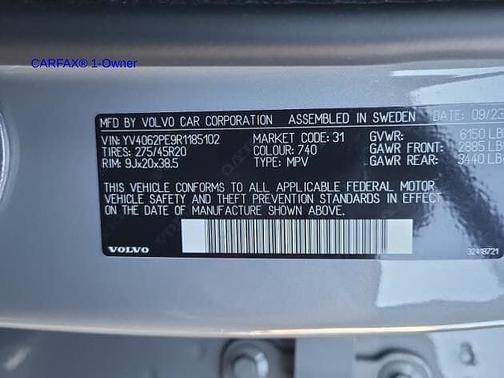 CARFAX® 1-Owner
MFD BY VOLVO CAR CORPORATION ASSEMBLED IN SWEDEN DATE: 09/23
VIN: YV4062PE9R1185102 MARKET CODE: 31 GVWR: 6150 LB
TIRES: 275/45R20 COLOUR: 740 GAWR FRONT: 2885 LB
RIM: 9Jx20x38.5 TYPE: MPV GAWR REAR: 3440 LB
THIS VEHICLE CONFORMS TO ALL APPLICABLE FEDERAL MOTOR
VEHICLE SAFETY AND THEFT PREVENTION STANDARDS IN EFFECT
ON THE DATE OF MANUFACTURE SHOWN ABOVE.
VOLVO 32418721